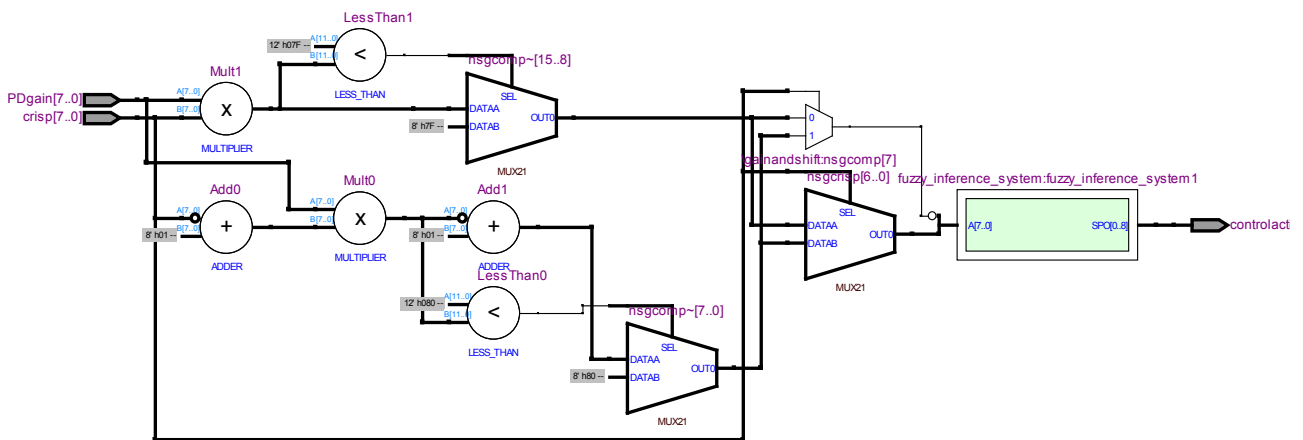 LessThan1
12' h07F --
A[11..0]
B[11..0]
<
LESS_THAN
nsgcomp~[15..8]
SEL
DATAA
DATAB
OUT0
8' h7F --
MUX21
PDgain[7..0]
crisp[7..0]
Mult1
A[7..0]
B[7..0]
X
MULTIPLIER
0
1
gainandshift:nsgcomp[7]
nsgcrisp[6..0]
SEL
DATAA
DATAB
OUT0
MUX21
fuzzy_inference_system:fuzzy_inference_system1
A[7..0]
SPO[0..8]
controlacti
Add0
A[7..0]
B[7..0]
8' h01 --
+
ADDER
Mult0
A[7..0]
B[7..0]
X
MULTIPLIER
Add1
A[7..0]
B[7..0]
8' h01 --
+
ADDER
LessThan0
12' h080 --
A[11..0]
B[11..0]
<
LESS_THAN
nsgcomp~[7..0]
SEL
DATAA
DATAB
OUT0
8' h80 --
MUX21